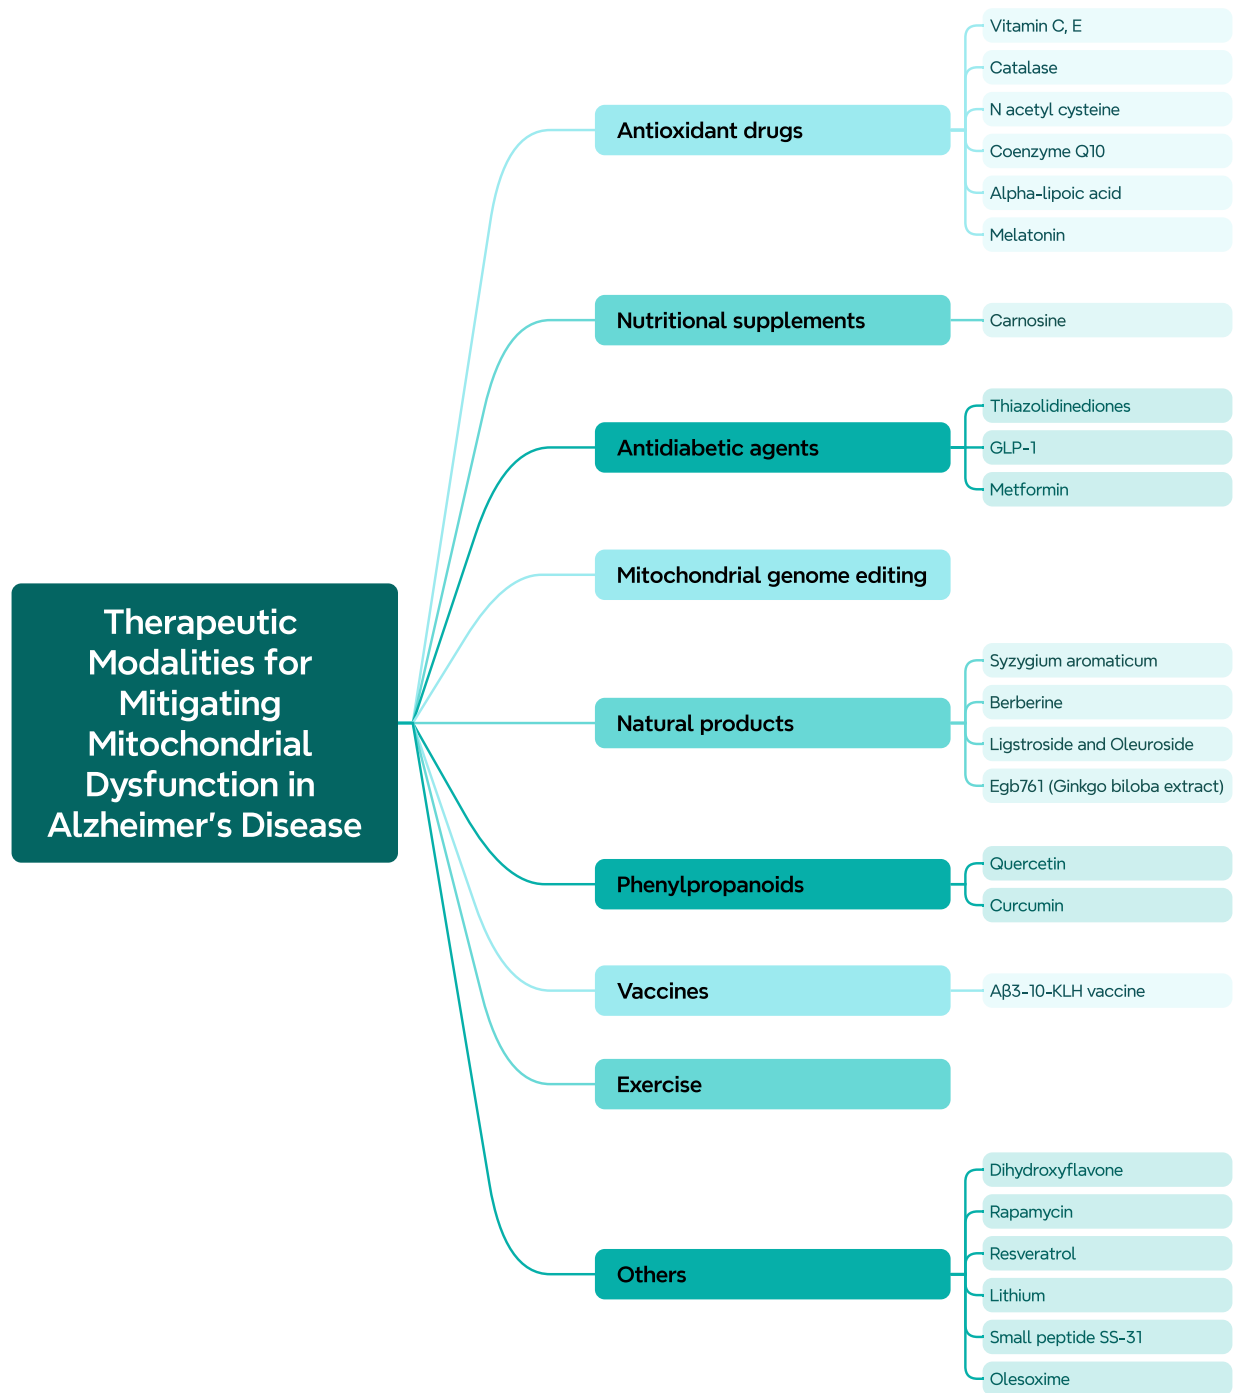 Therapeutic
Modalities for
Mitigating
Mitochondrial
Dysfunction in
Alzheimer's Disease
Antioxidant drugs
Vitamin C, E
Catalase
N acetyl cysteine
Coenzyme Q10
Alpha-lipoic acid
Melatonin
Nutritional supplements
Carnosine
Antidiabetic agents
Thiazolidinediones
GLP-1
Metformin
Mitochondrial genome editing
Natural products
Syzygium aromaticum
Berberine
Ligstroside and Oleuroside
Egb761 (Ginkgo biloba extract)
Phenylpropanoids
Quercetin
Curcumin
Vaccines
Aβ3-10-KLH vaccine
Exercise
Others
Dihydroxyflavone
Rapamycin
Resveratrol
Lithium
Small peptide SS-31
Olesoxime